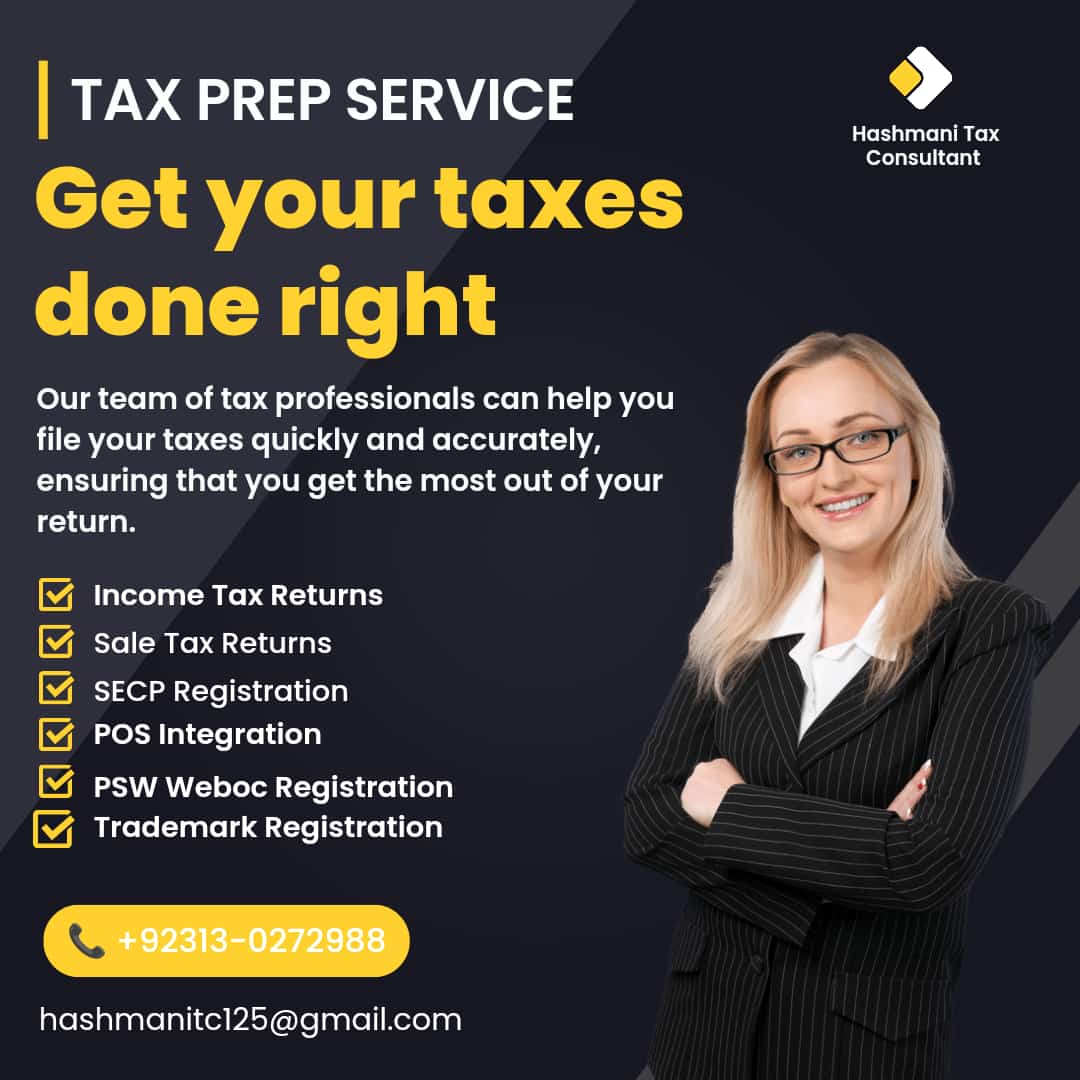 TAX PREP SERVICE
Hashmani Tax
Consultant
Get your taxes
done right
Our team of tax professionals can help you
file your taxes quickly and accurately,
ensuring that you get the most out of your
return.
Income Tax Returns
Sale Tax Returns
SECP Registration
POS Integration
PSW Weboc Registration
Trademark Registration
+92313-0272988
hashmanitc125@gmail.com